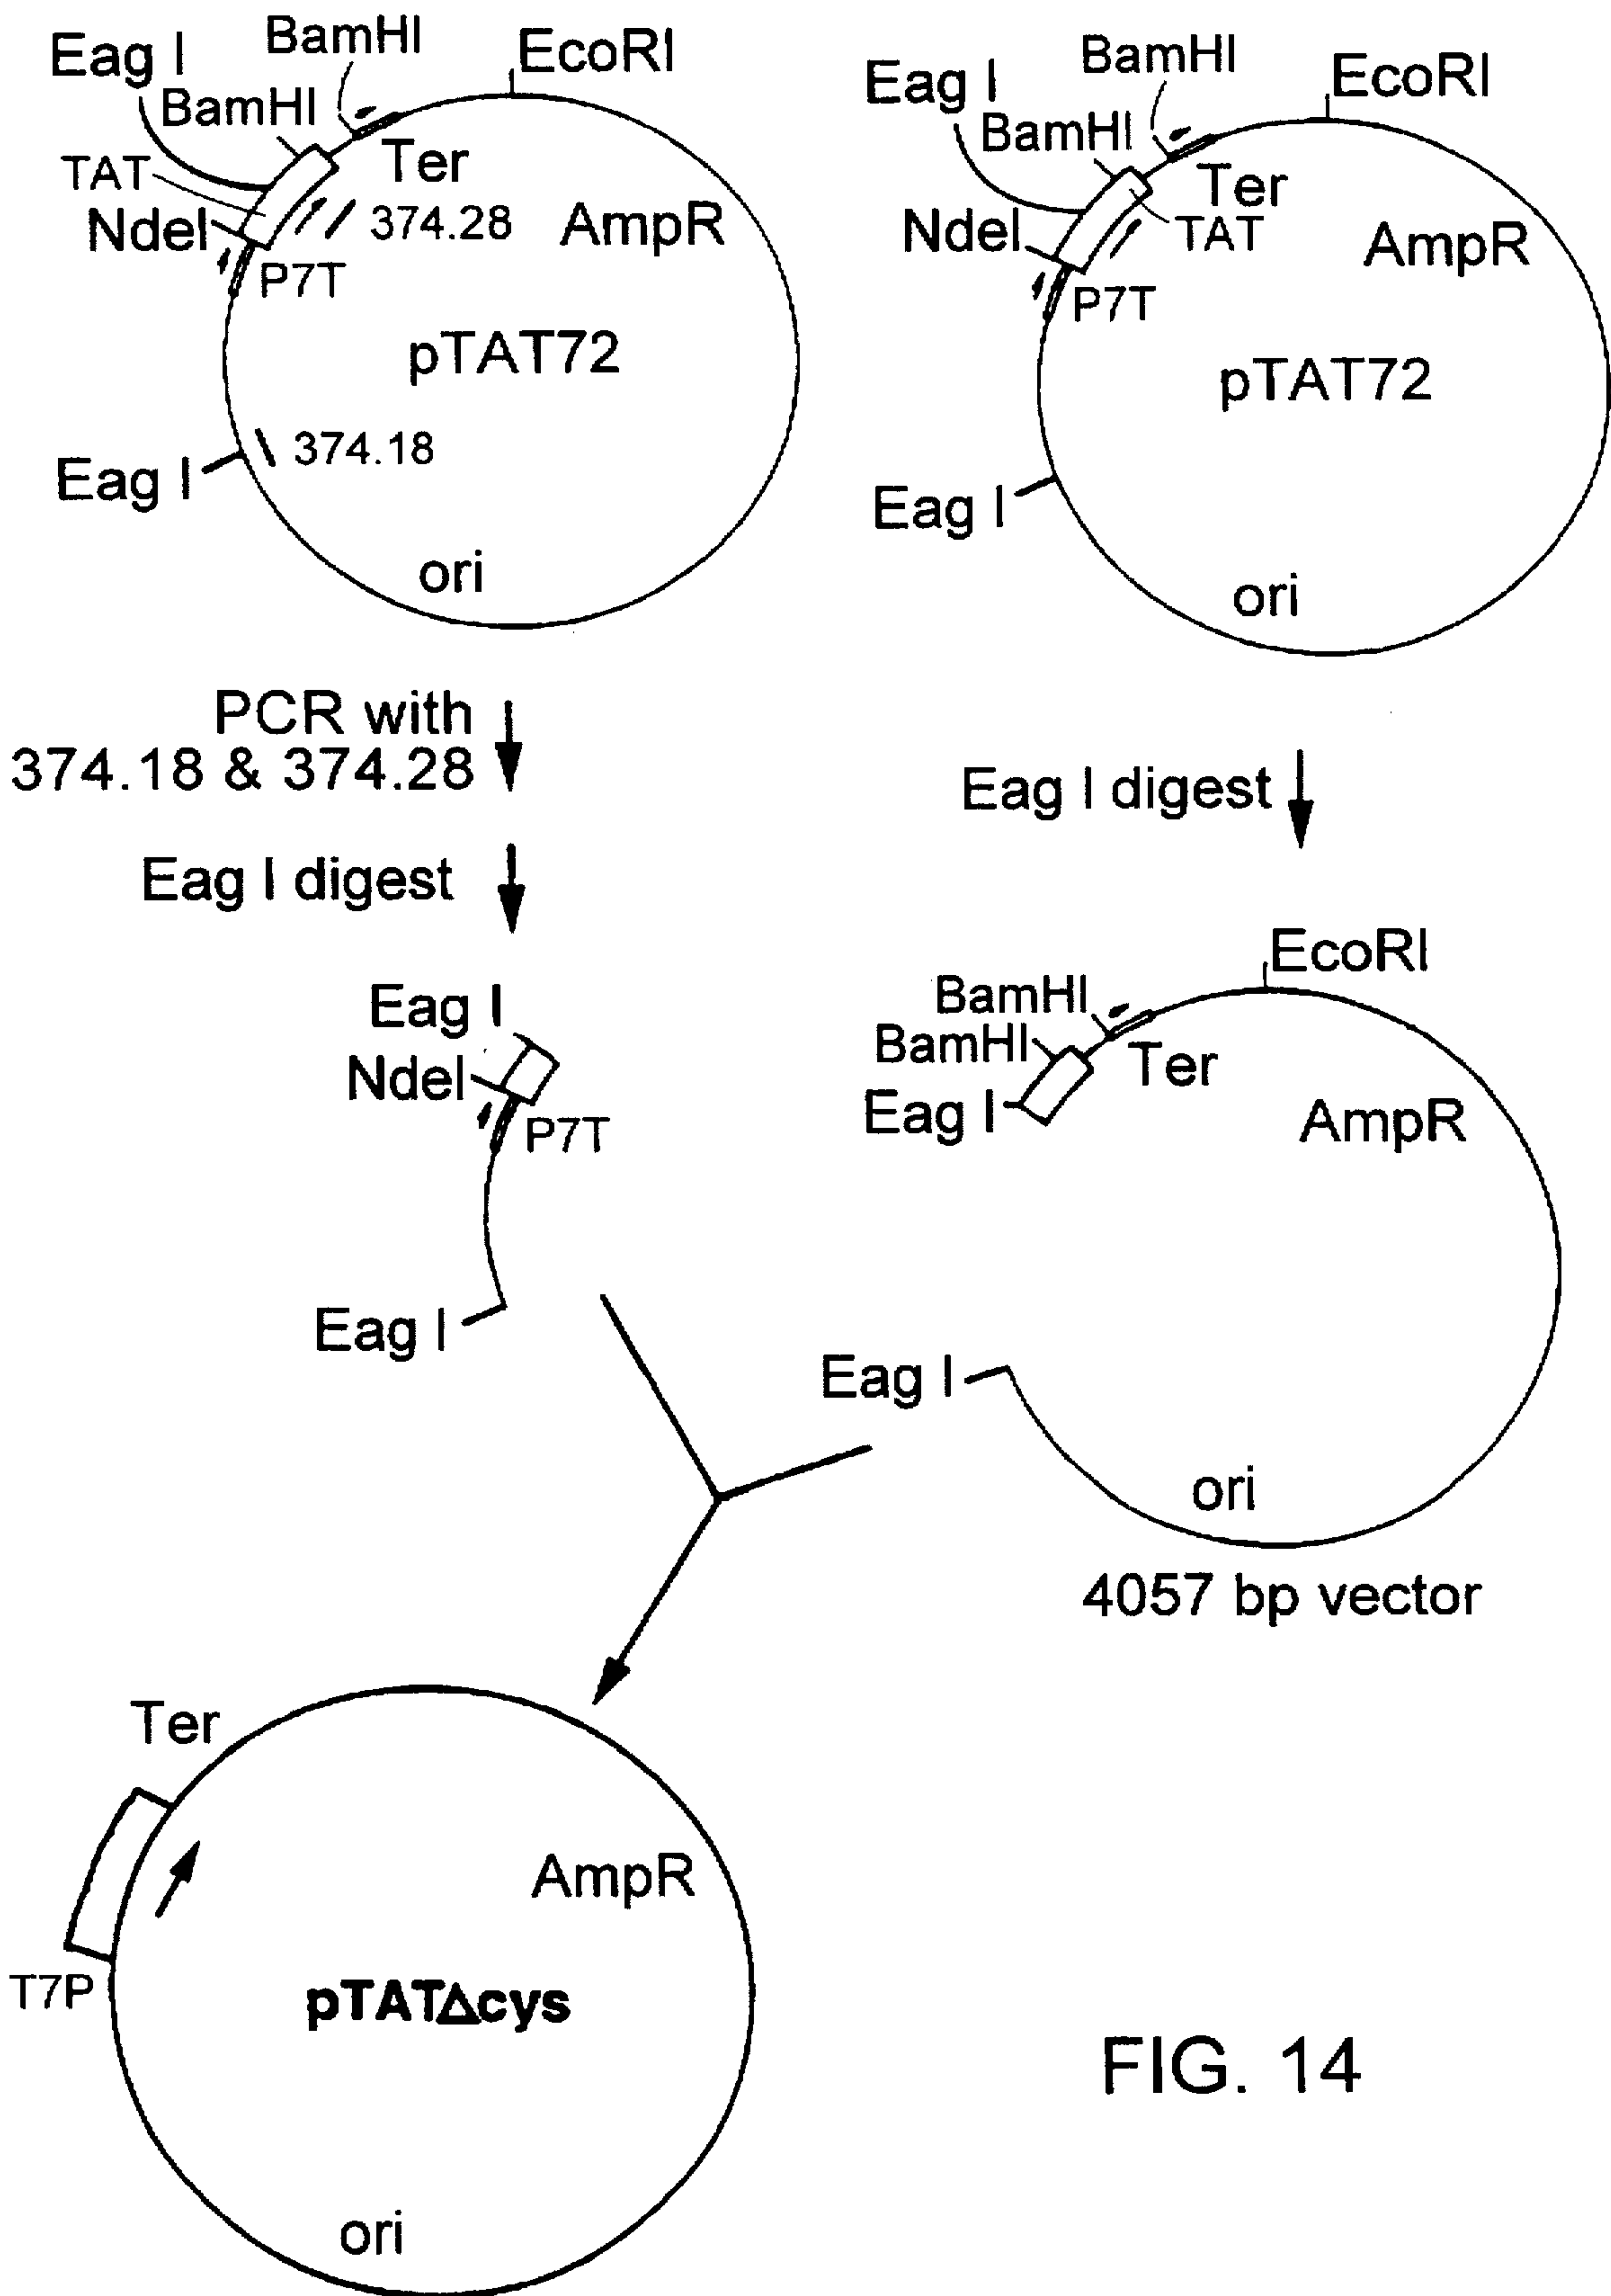 Eag I
BamHI
EcoRI
BamHI
TAT
Ter
NdeI
374.28
AmpR
P7T
pTAT72
374.18
Eag I
ori
Eag I
BamHI
EcoRI
BamHI
Ter
NdeI
TAT
AmpR
P7T
pTAT72
Eag I
ori
PCR with
374.18 & 374.28
Eag I digest
Eag I digest
Eag I
NdeI
P7T
Eag I
EcoRI
BamHI
BamHI
Ter
Eag I
AmpR
Eag I
ori
4057 bp vector
Ter
AmpR
T7P
pTATΔcys
ori
FIG. 14